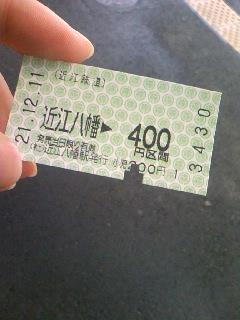 21.12.11
(近江鉄道)
近江八幡▶400
円区間
発売当日限り有効
近江八幡駅発行 小児200円
3430